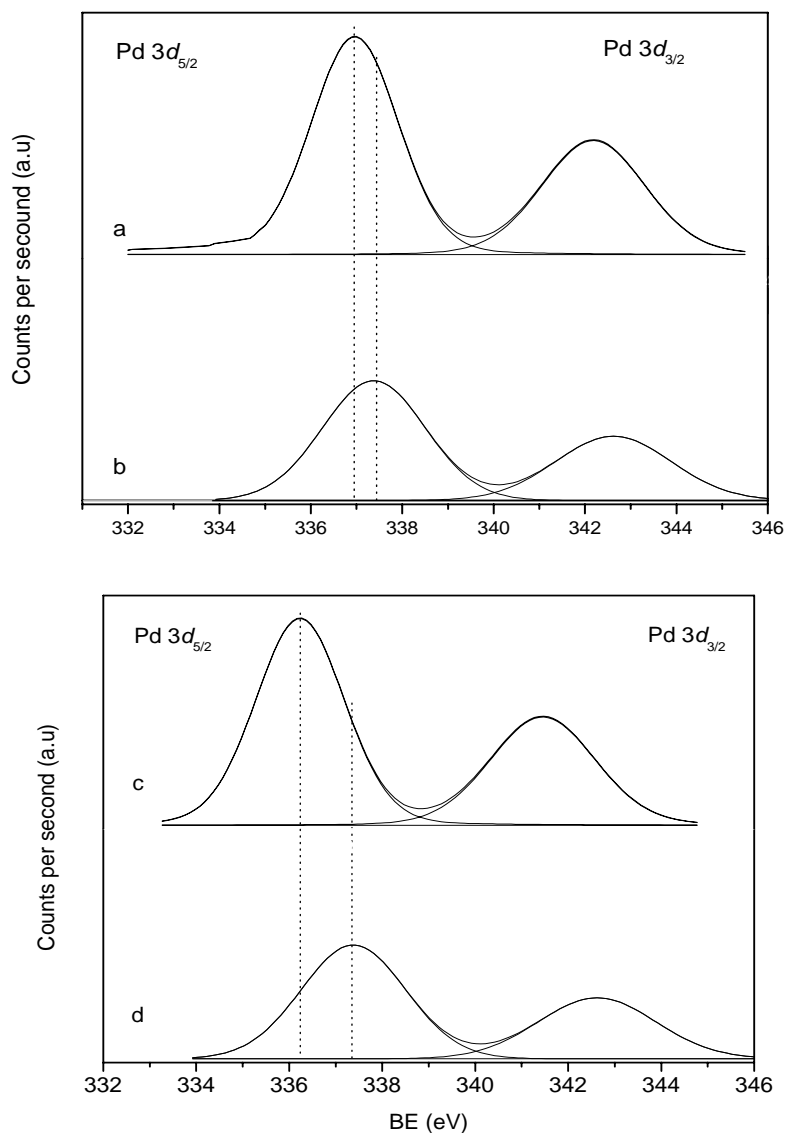 Pd 3d5/2 Pd 3d3/2
Counts per secound (a.u)
a
b
332 334 336 338 340 342 344 346
Pd 3d5/2 Pd 3d3/2
Counts per second (a.u)
c
d
332 334 336 338 340 342 344 346
BE (eV)